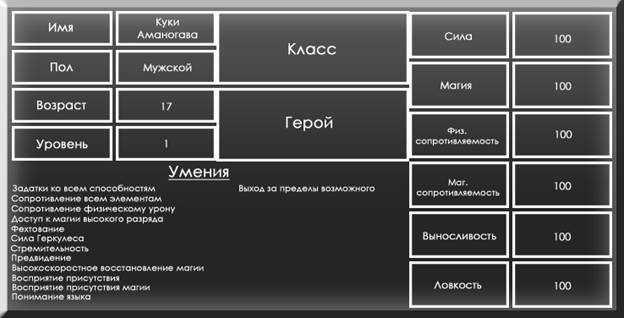 Имя
Куки
Аманогава
Класс
Сила
100
Пол
Мужской
Магия
100
Возраст
17
Герой
Физ.
сопротивляемость
100
Уровень
1
Маг.
сопротивляемость
100
Выносливость
100
Ловкость
100
Умения
Задатки ко всем способностям
Сопротивление всем элементам
Сопротивление физическому урону
Доступ к магии высокого разряда
Фехтование
Сила Геркулеса
Стремительность
Предвидение
Высокоскоростное восстановление магии
Восприятие присутствия
Восприятие присутствия магии
Понимание языка
Выход за пределы возможного